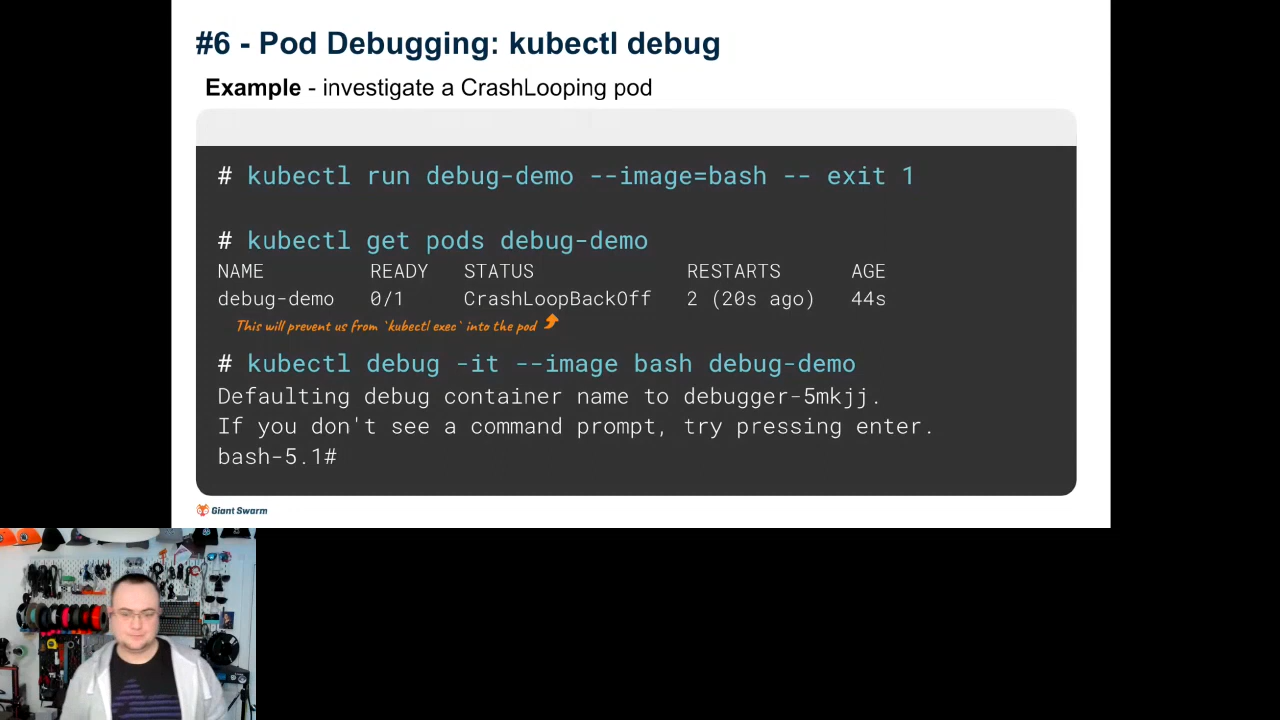 #6 - Pod Debugging: kubectl debug
Example - investigate a CrashLooping pod
# kubectl run debug-demo --image=bash -- exit 1
# kubectl get pods debug-demo
NAME READY STATUS RESTARTS AGE
debug-demo 0/1 CrashLoopBackOff 2 (20s ago) 44s
This will prevent us from `kubectl exec` into the pod
# kubectl debug -it --image bash debug-demo
Defaulting debug container name to debugger-5mkjj.
If you don't see a command prompt, try pressing enter.
bash-5.1#
Giant Swarm